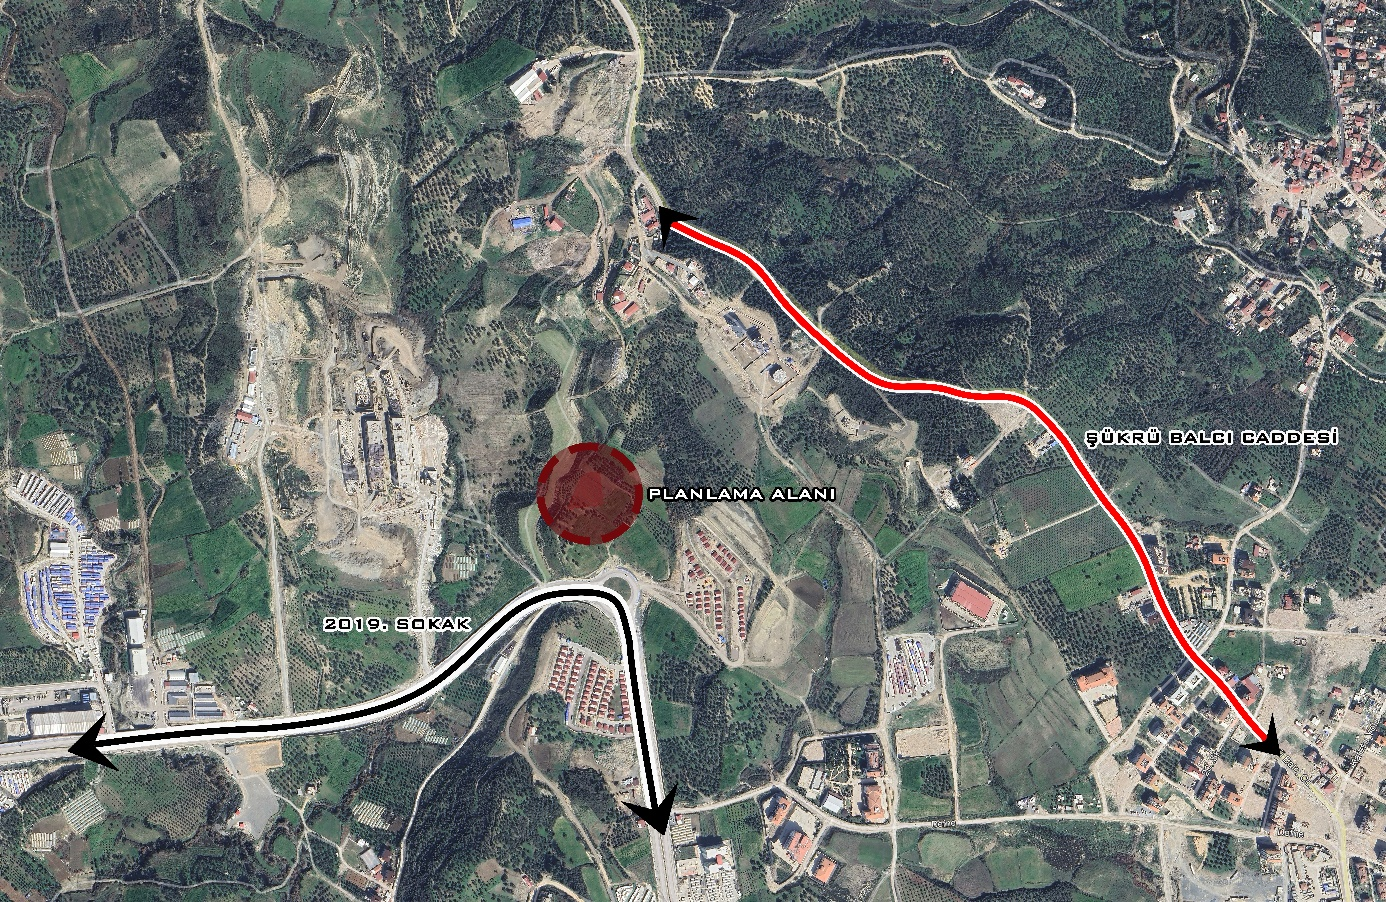 ŞÜKRÜ BALCI CADDESİ
PLANLAMA ALANI
2019. SOKAK